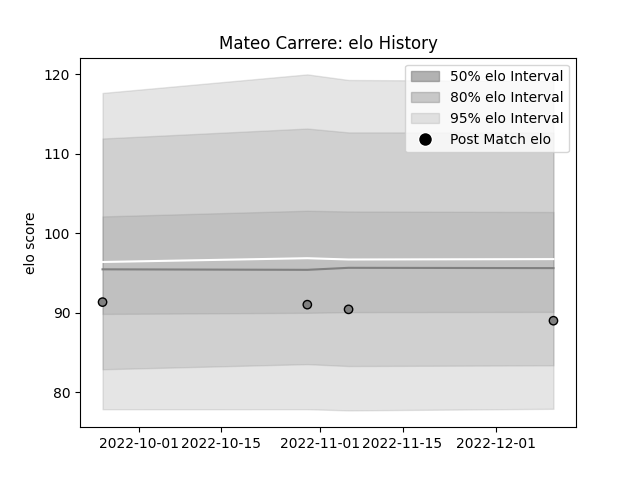 Mateo Carrere: elo History
120
110
100
90
80
elo score
50% elo Interval
80% elo Interval
95% elo Interval
Post Match elo
2022-10-01
2022-10-15
2022-11-01
2022-11-15
2022-12-01